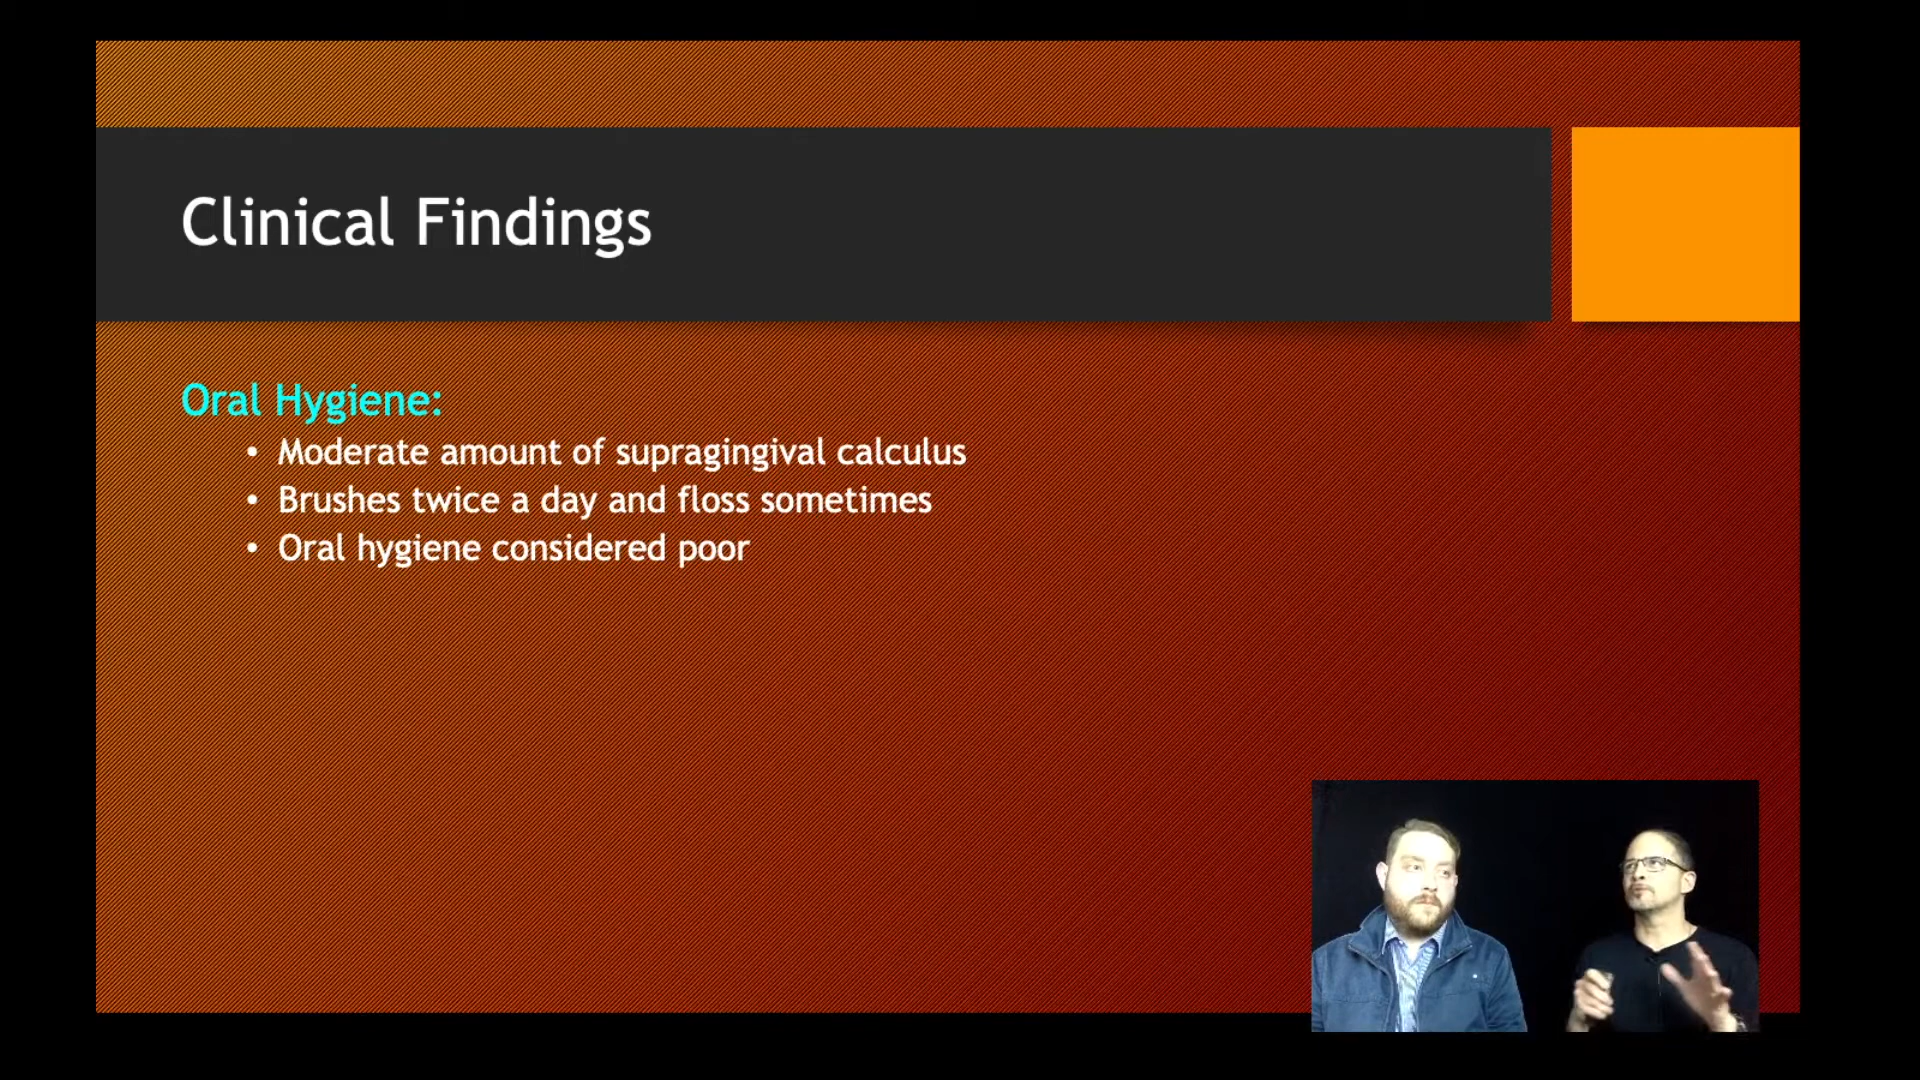 Clinical Findings
Oral Hygiene:
• Moderate amount of supragingival calculus
• Brushes twice a day and floss sometimes
• Oral hygiene considered poor